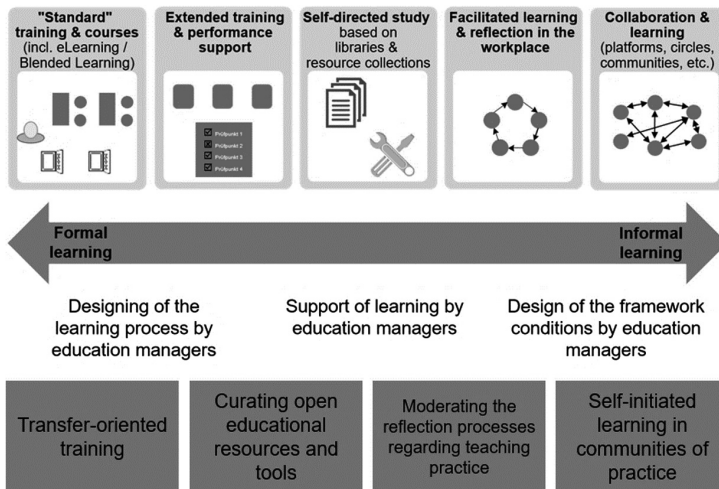 "Standard"
training & courses
(incl. eLearning /
Blended Learning)
Extended training
& performance
support
Self-directed study
based on
libraries &
resource collections
Facilitated learning
& reflection in the
workplace
Collaboration &
learning
(platforms, circles,
communities, etc.)
Prüfpunkt 1
Prüfpunkt 2
Prüfpunkt 3
Prüfpunkt 4
Formal
learning
Informal
learning
Designing of the
learning process by
education managers
Support of learning by
education managers
Design of the framework
conditions by education
managers
Transfer-oriented
training
Curating open
educational
resources and
tools
Moderating the
reflection processes
regarding teaching
practice
Self-initiated
learning in
communities of
practice